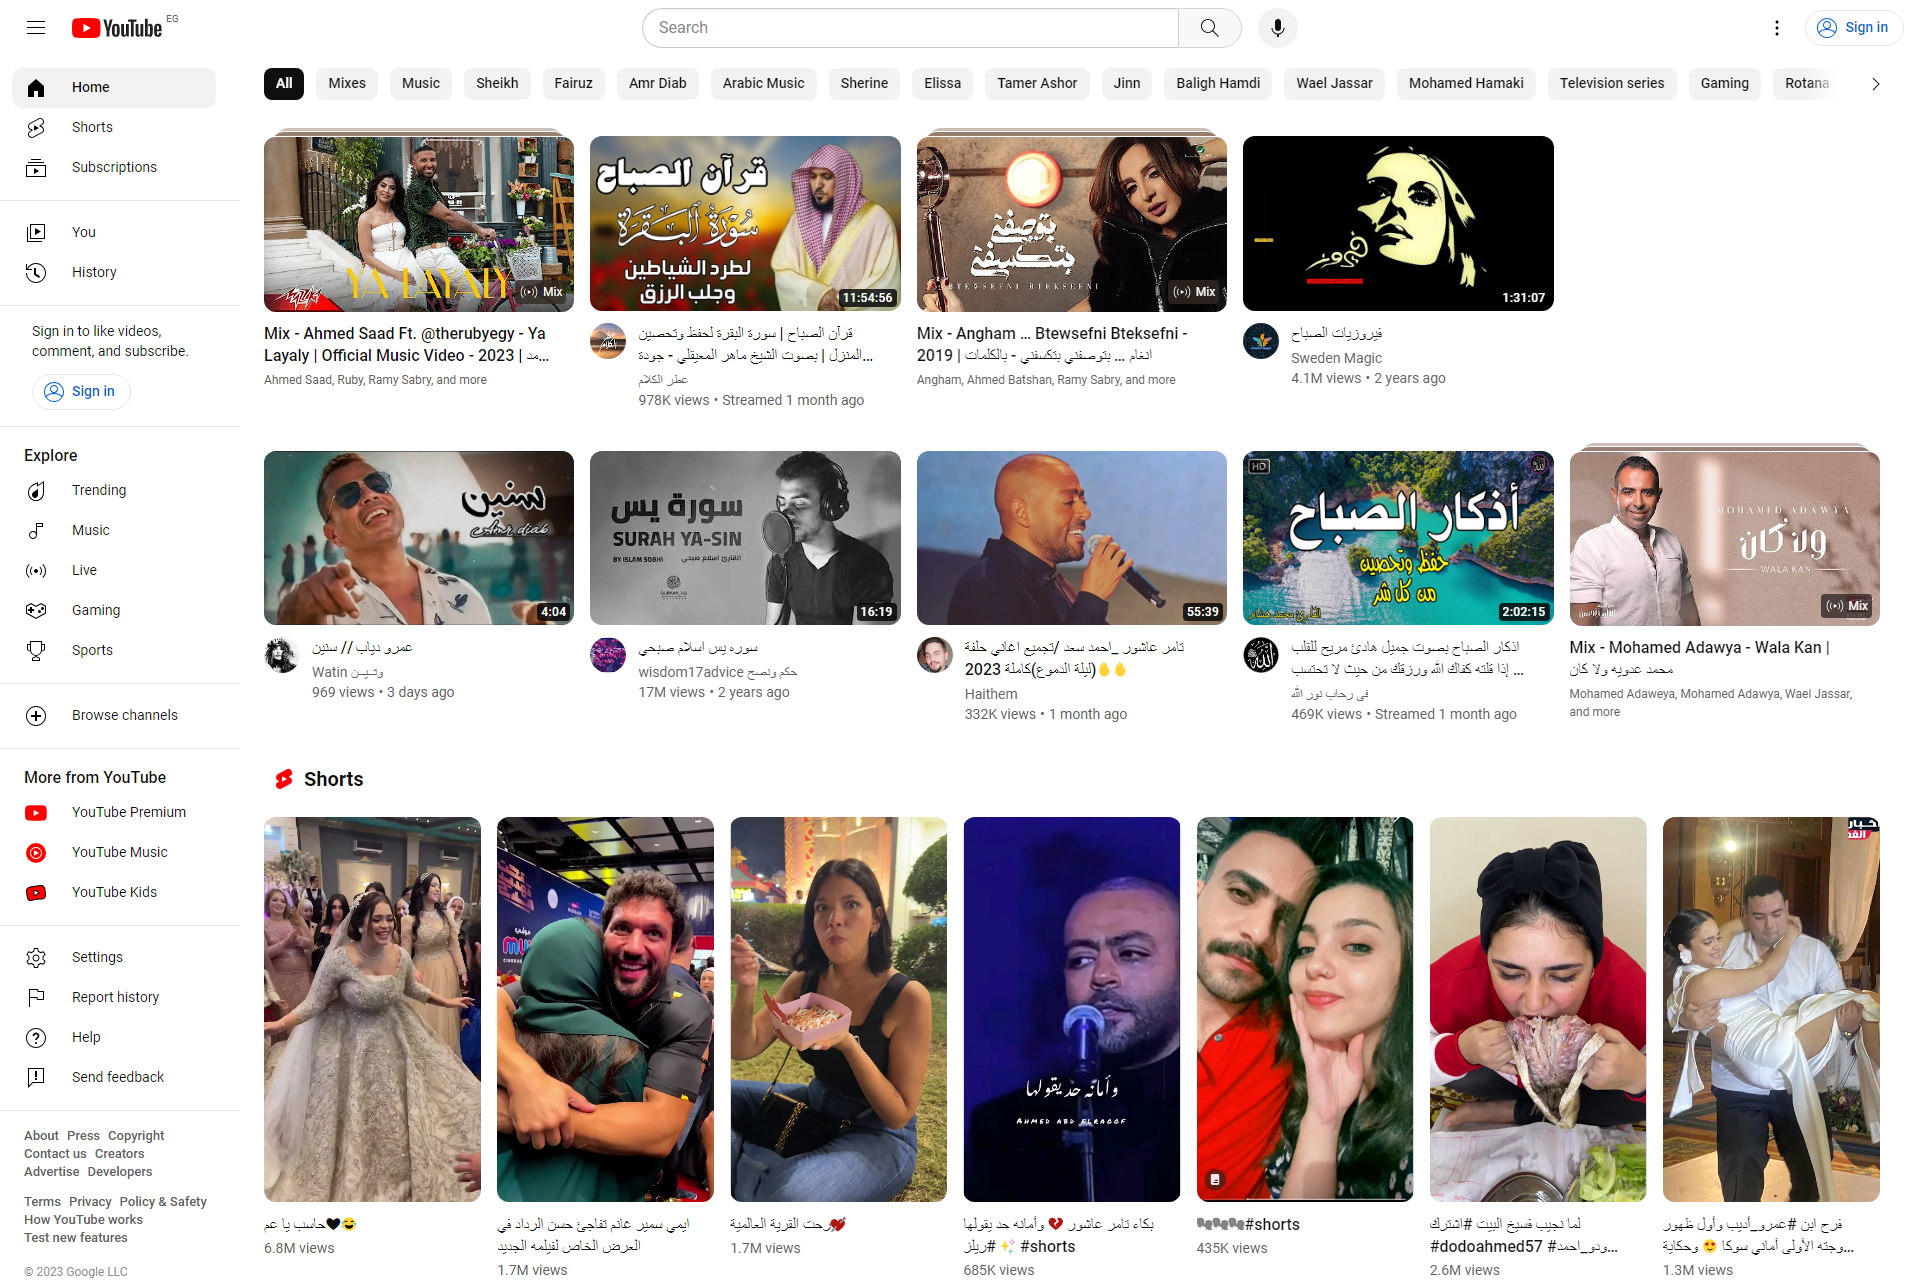 YouTube EG
Search
Sign in
Home
Shorts
Subscriptions
You
History
Sign in to like videos,
comment, and subscribe.
Sign in
Explore
Trending
Music
Live
Gaming
Sports
Browse channels
More from YouTube
YouTube Premium
YouTube Music
YouTube Kids
Settings
Report history
Help
Send feedback
About Press Copyright
Contact us Creators
Advertise Developers
Terms Privacy Policy & Safety
How YouTube works
Test new features
© 2023 Google LLC
All Mixes Music Sheikh Fairuz Amr Diab Arabic Music Sherine Elissa Tamer Ashor Jinn Baligh Hamdi Wael Jassar Mohamed Hamaki Television series Gaming Rotana
YA LAYALY
Mix
Mix - Ahmed Saad Ft. @therubyegy - Ya
Layaly | Official Music Video - 2023 | مد...
Ahmed Saad, Ruby, Ramy Sabry, and more
قرآن الصباح
سورة البقرة
لطرد الشياطين
وجلب الرزق
11:54:56
قرآن الصباح | سورة البقرة لحفظ وتحصين
المنزل | بصوت الشيخ ماهر المعيقلي - جودة...
عطر الكلام
978K views • Streamed 1 month ago
بتوصفني
بتكسفني
BTEWSEFNI BTEKSEFNI
Mix
Mix - Angham ... Btewsefni Bteksefni -
2019 | انغام ... بتوصفني بتكسفني - بالكلمات
Angham, Ahmed Batshan, Ramy Sabry, and more
فيروز
1:31:07
فيروزيات الصباح
Sweden Magic
4.1M views • 2 years ago
سنين
amr diab
4:04
عمرو دياب // سنين
وتـيـن Watin
969 views • 3 days ago
سورة يس
SURAH YA-SIN
BY ISLAM SOBHI
القارئ اسلام صبحي
16:19
سوره يس اسلام صبحي
wisdom17advice حكم ونصح
17M views • 2 years ago
55:39
تامر عاشور _احمد سعد /تجميع اغاني حلقة
(ليلة الدموع)كاملة 2023🔥🔥
Haithem
332K views • 1 month ago
HD
أذكار الصباح
حفظ وتحصين
من كل شر
2:02:15
اذكار الصباح بصوت جميل هادئ مريح للقلب
إذا قلته كفاك الله ورزقك من حيث لا تحتسب ...
في رحاب نور الله
469K views • Streamed 1 month ago
MOHAMED ADAWYA
ولا كان
WALA KAN
Mix
Mix - Mohamed Adawya - Wala Kan |
محمد عدويه ولا كان
Mohamed Adaweya, Mohamed Adawya, Wael Jassar,
and more
Shorts
حاسب يا عم🖤😂
6.8M views
ايمي سمير غانم تفاجئ حسن الرداد في
العرض الخاص لفيلمه الجديد
1.7M views
رحت القرية العالمية💘
1.7M views
وأمانه حد يقولها
AHMED ABD ELRAOOF
بكاء تامر عاشور 💔 وأمانه حد يقولها
#ريلز ✨ #shorts
685K views
#shorts
435K views
لما نجيب فسيخ البيت #اشترك
#dodoahmed57 #ودو_احمد...
2.6M views
فرح ابن #عمرو_أديب وأول ظهور
وجته الأولى أماني سوكا 😍 وحكاية...
1.3M views